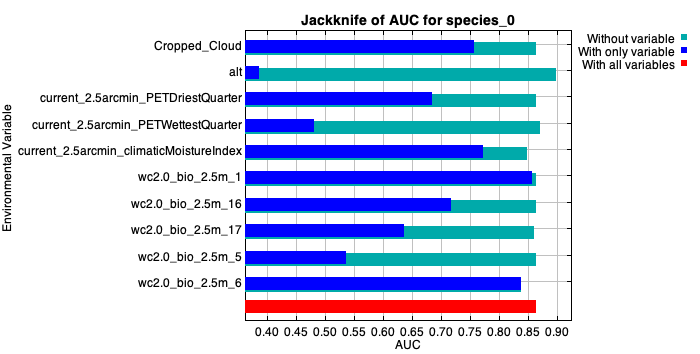 Jackknife of AUC for species_0
Without variable
With only variable
With all variables
Environmental Variable
Cropped_Cloud
alt
current_2.5arcmin_PETDriestQuarter
current_2.5arcmin_PETWettestQuarter
current_2.5arcmin_climaticMoistureIndex
wc2.0_bio_2.5m_1
wc2.0_bio_2.5m_16
wc2.0_bio_2.5m_17
wc2.0_bio_2.5m_5
wc2.0_bio_2.5m_6
0.40 0.45 0.50 0.55 0.60 0.65 0.70 0.75 0.80 0.85 0.90
AUC